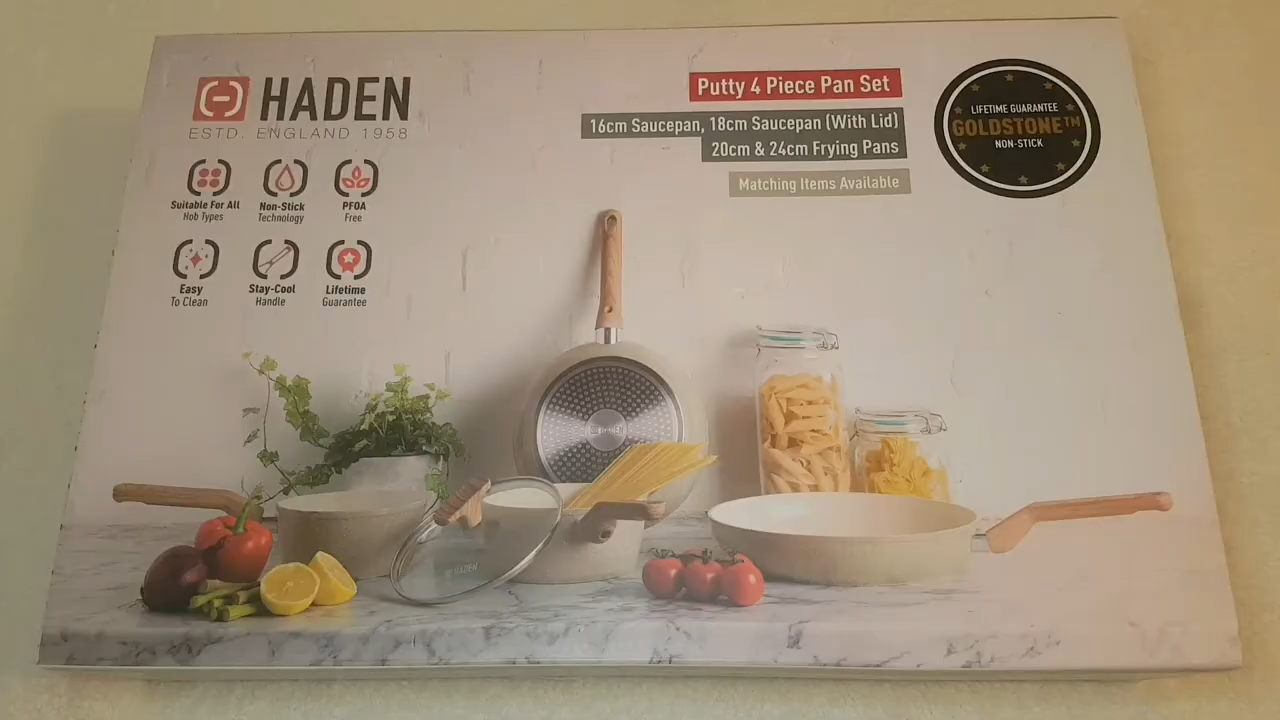 HADEN
ESTD. ENGLAND 1958
Suitable For All
Hob Types
Non-Stick
Technology
PFOA
Free
Easy
To Clean
Stay-Cool
Handle
Lifetime
Guarantee
Putty 4 Piece Pan Set
16cm Saucepan, 18cm Saucepan (With Lid)
20cm & 24cm Frying Pans
Matching Items Available
LIFETIME GUARANTEE
GOLDSTONE™
NON-STICK
HADEN
HADEN